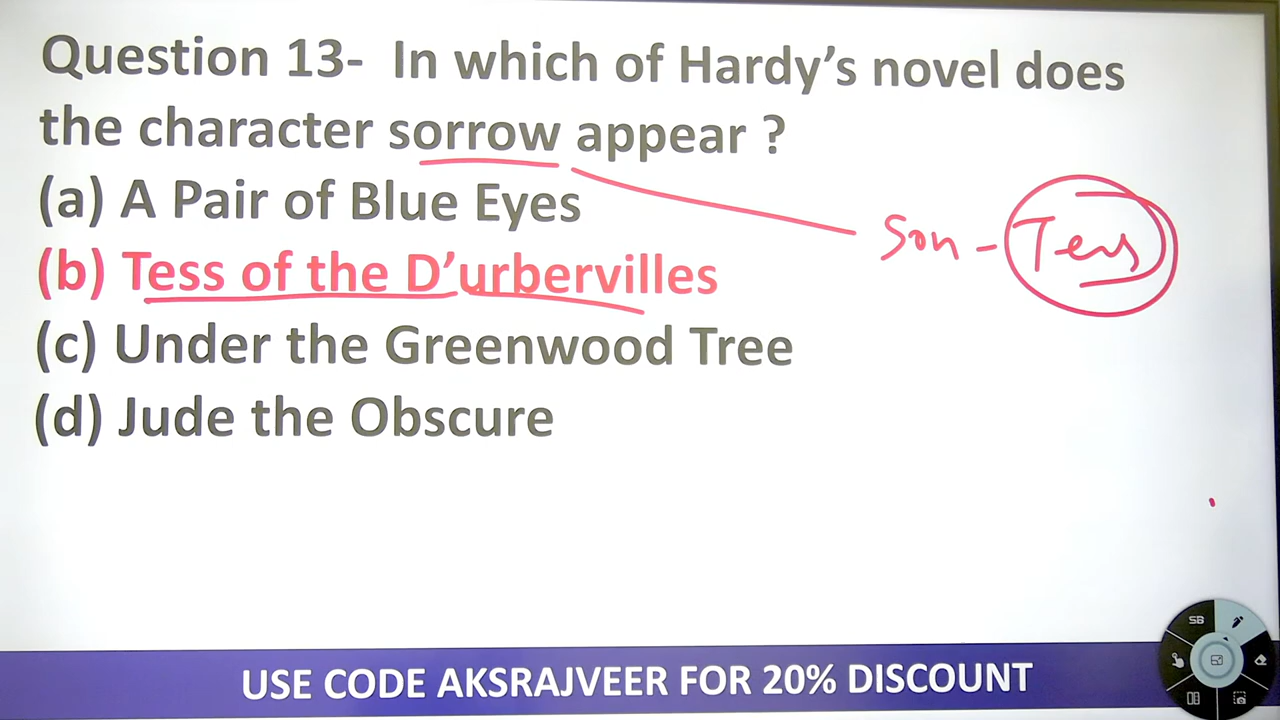 Question 13- In which of Hardy's novel does
the character sorrow appear ?
(a) A Pair of Blue Eyes
(b) Tess of the D'urbervilles
Son - Tess
(c) Under the Greenwood Tree
(d) Jude the Obscure
SB
USE CODE AKSRAJVEER FOR 20% DISCOUNT